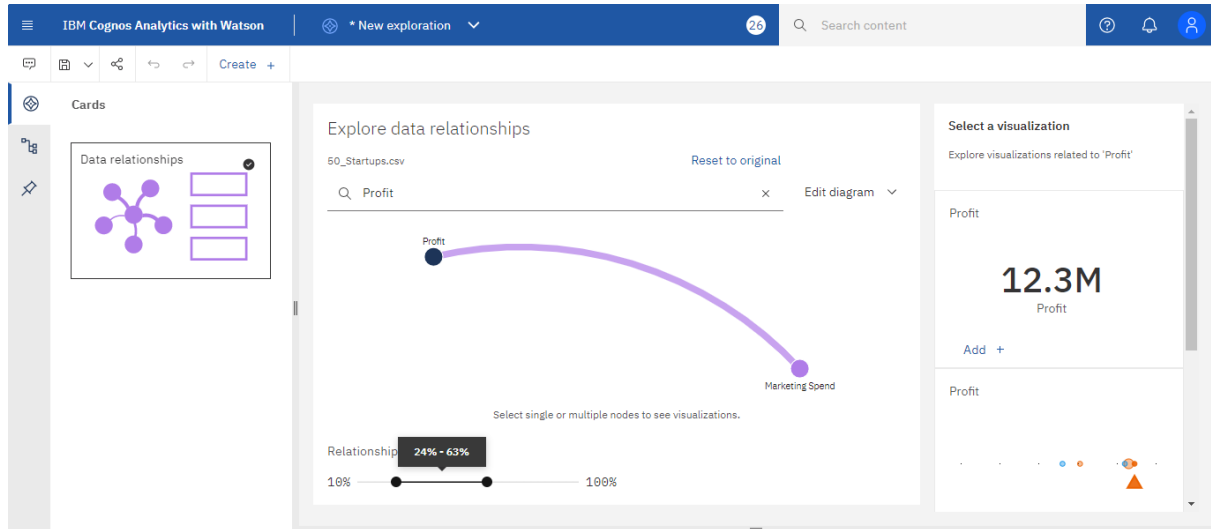 IBM Cognos Analytics with Watson
* New exploration
26
Search content
Create +
Cards
Data relationships
Explore data relationships
50_Startups.csv
Reset to original
Profit
Edit diagram
Profit
Marketing Spend
Select single or multiple nodes to see visualizations.
Relationship
24% - 63%
10%
100%
Select a visualization
Explore visualizations related to 'Profit'
Profit
12.3M
Profit
Add +
Profit